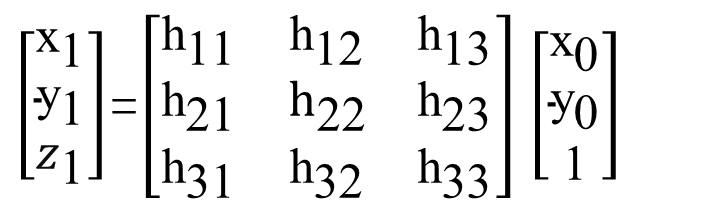 [x₁] = [h₁₁ h₁₂ h₁₃] [x₀]
[-y₁] = [h₂₁ h₂₂ h₂₃] [-y₀]
[z₁] = [h₃₁ h₃₂ h₃₃] [1]